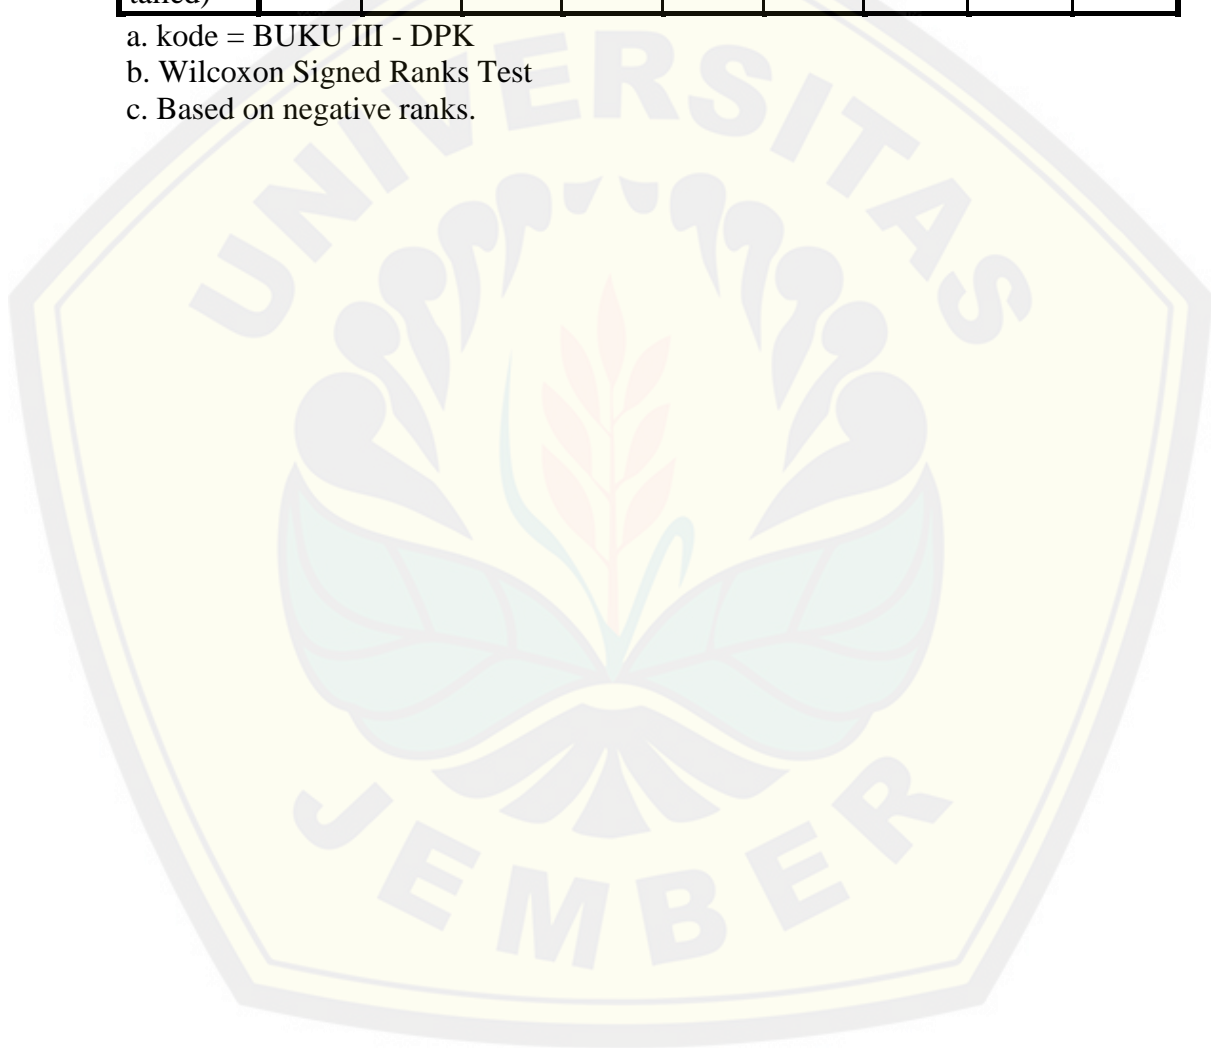 tailed)
a. kode = BUKU III - DPK
b. Wilcoxon Signed Ranks Test
c. Based on negative ranks.
UNIVERSITAS
JEMBER